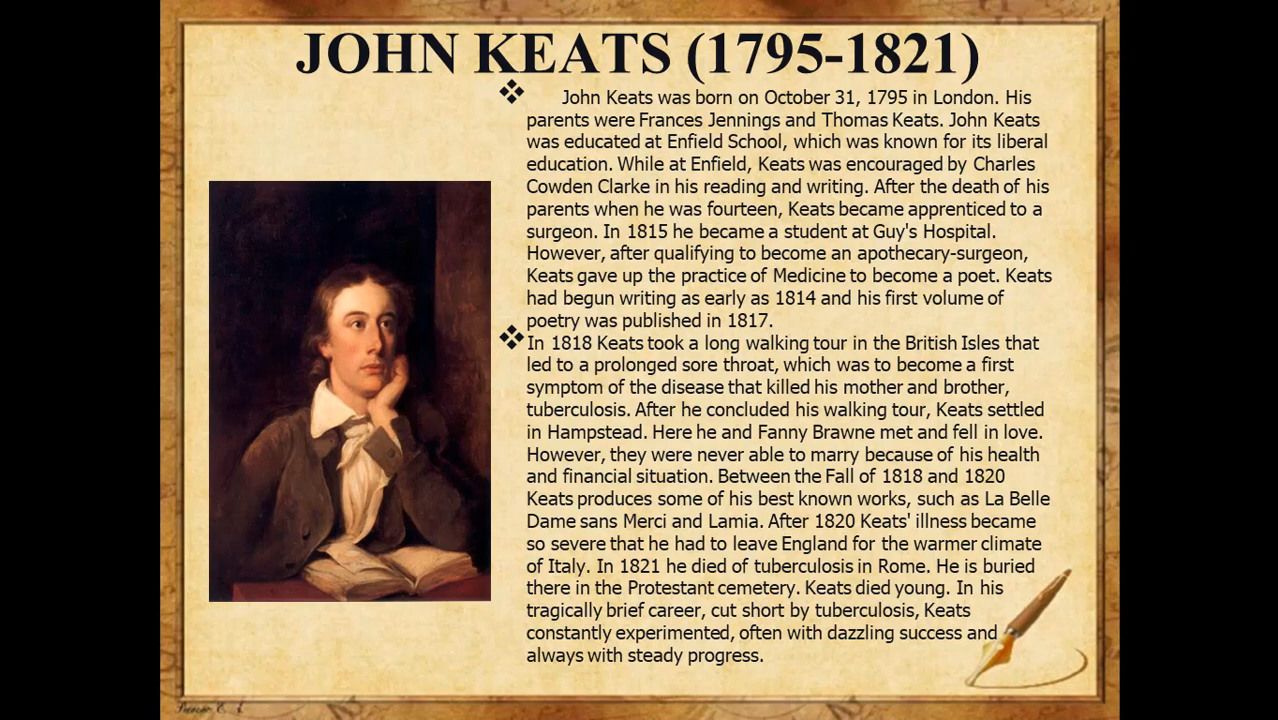 JOHN KEATS (1795-1821)
John Keats was born on October 31, 1795 in London. His
parents were Frances Jennings and Thomas Keats. John Keats
was educated at Enfield School, which was known for its liberal
education. While at Enfield, Keats was encouraged by Charles
Cowden Clarke in his reading and writing. After the death of his
parents when he was fourteen, Keats became apprenticed to a
surgeon. In 1815 he became a student at Guy's Hospital.
However, after qualifying to become an apothecary-surgeon,
Keats gave up the practice of Medicine to become a poet. Keats
had begun writing as early as 1814 and his first volume of
poetry was published in 1817.
In 1818 Keats took a long walking tour in the British Isles that
led to a prolonged sore throat, which was to become a first
symptom of the disease that killed his mother and brother,
tuberculosis. After he concluded his walking tour, Keats settled
in Hampstead. Here he and Fanny Brawne met and fell in love.
However, they were never able to marry because of his health
and financial situation. Between the Fall of 1818 and 1820
Keats produces some of his best known works, such as La Belle
Dame sans Merci and Lamia. After 1820 Keats' illness became
so severe that he had to leave England for the warmer climate
of Italy. In 1821 he died of tuberculosis in Rome. He is buried
there in the Protestant cemetery. Keats died young. In his
tragically brief career, cut short by tuberculosis, Keats
constantly experimented, often with dazzling success and
always with steady progress.